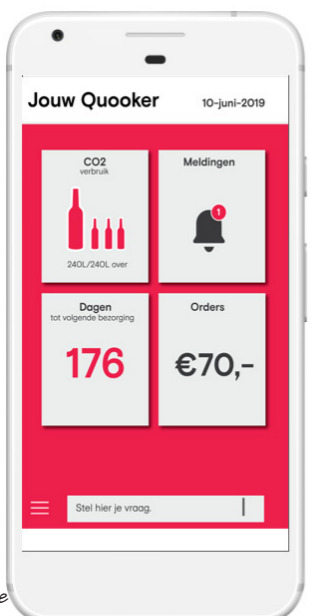 Jouw Quooker
10-juni-2019
CO2
verbruik
240L/240L over
Meldingen
1
Dagen
tot volgende bezorging
176
Orders
€70,-
Stel hier je vraag.
e